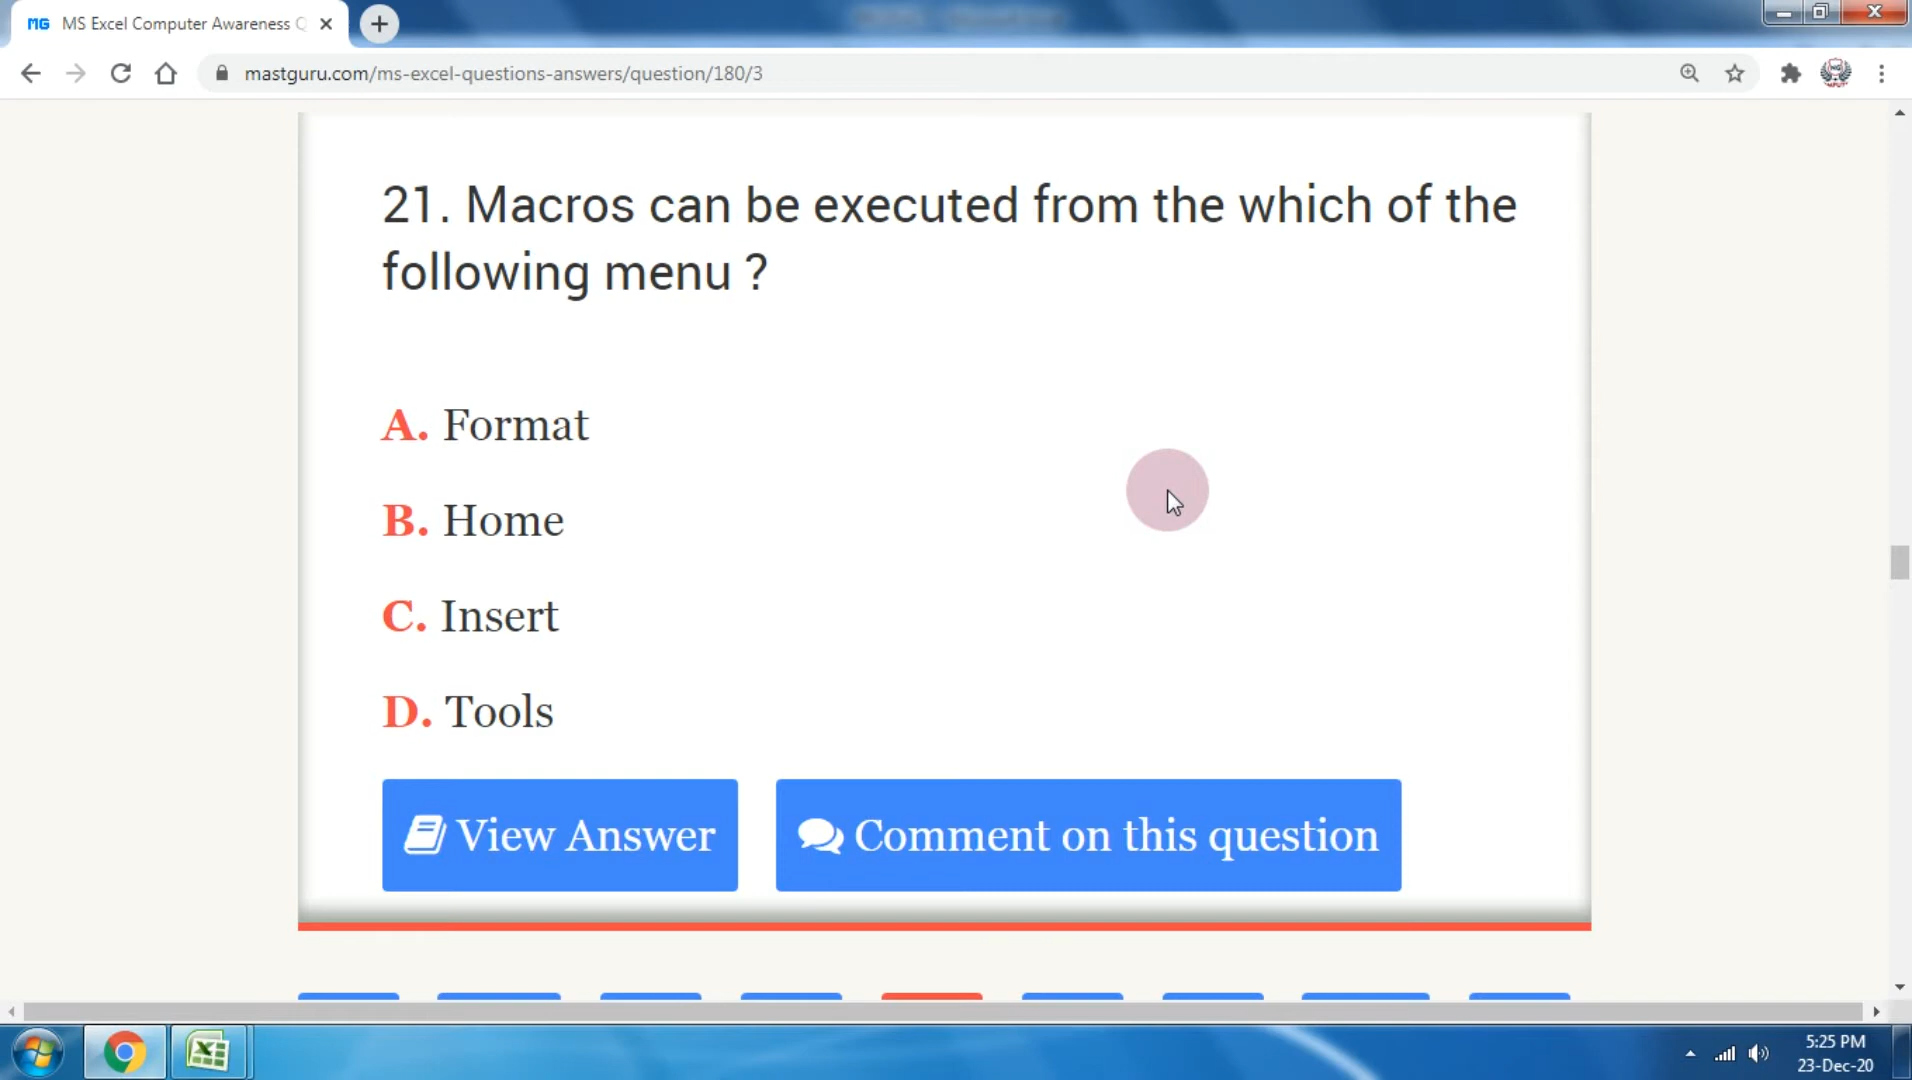 MG MS Excel Computer Awareness Q
mastguru.com/ms-excel-questions-answers/question/180/3
21. Macros can be executed from the which of the
following menu ?
A. Format
B. Home
C. Insert
D. Tools
View Answer Comment on this question
5:25 PM
23-Dec-20